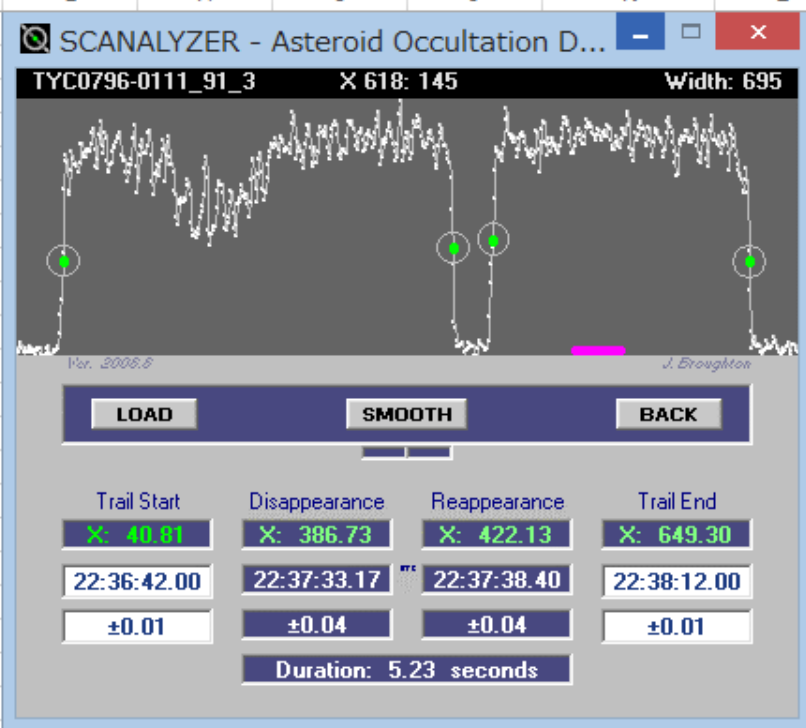 SCANALYZER - Asteroid Occultation D...
TYC0796-0111_91_3 X 618: 145 Width: 695
Ver. 2006.6 J. Broughton
LOAD SMOOTH BACK
Trail Start Disappearance Reappearance Trail End
X: 40.81 X: 386.73 X: 422.13 X: 649.30
22:36:42.00 22:37:33.17 UTC 22:37:38.40 22:38:12.00
±0.01 ±0.04 ±0.04 ±0.01
Duration: 5.23 seconds